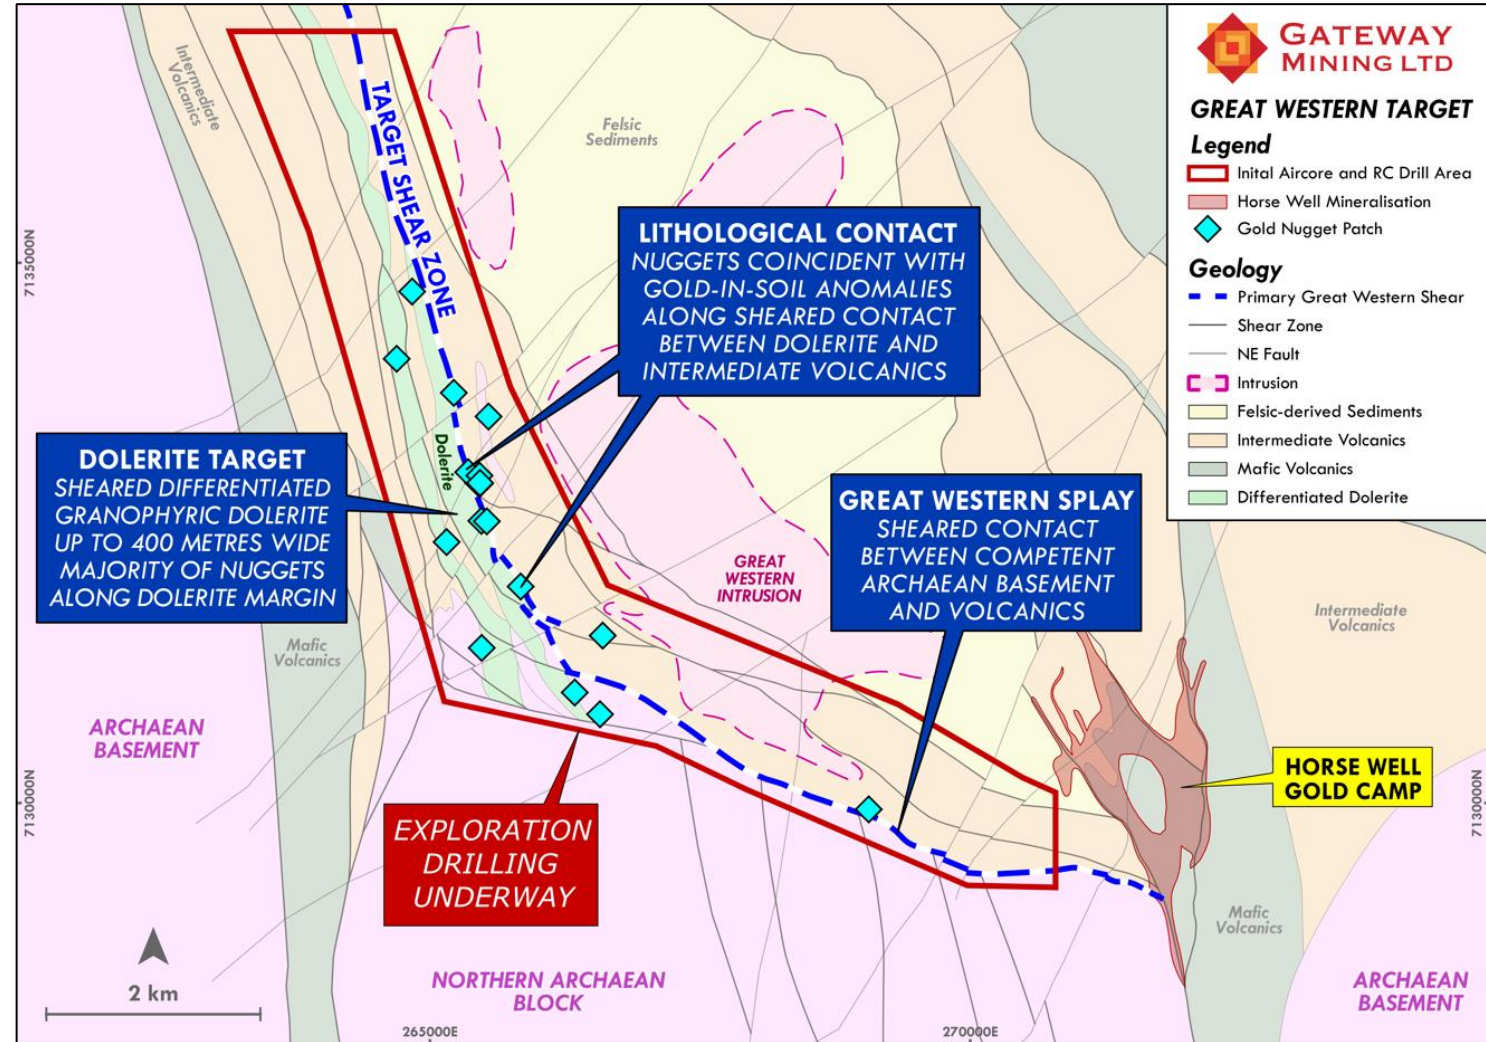 GATEWAY
MINING LTD
GREAT WESTERN TARGET
Legend
Inital Aircore and RC Drill Area
Horse Well Mineralisation
Gold Nugget Patch
Geology
Primary Great Western Shear
Shear Zone
NE Fault
Intrusion
Felsic-derived Sediments
Intermediate Volcanics
Mafic Volcanics
Differentiated Dolerite
Intermediate
Volcanics
TARGET SHEAR ZONE
Felsic
Sediments
7135000N
LITHOLOGICAL CONTACT
NUGGETS COINCIDENT WITH
GOLD-IN-SOIL ANOMALIES
ALONG SHEARED CONTACT
BETWEEN DOLERITE AND
INTERMEDIATE VOLCANICS
Dolerite
DOLERITE TARGET
SHEARED DIFFERENTIATED
GRANOPHYRIC DOLERITE
UP TO 400 METRES WIDE
MAJORITY OF NUGGETS
ALONG DOLERITE MARGIN
GREAT WESTERN SPLAY
SHEARED CONTACT
BETWEEN COMPETENT
ARCHAEAN BASEMENT
AND VOLCANICS
GREAT
WESTERN
INTRUSION
Intermediate
Volcanics
Mafic
Volcanics
ARCHAEAN
BASEMENT
HORSE WELL
GOLD CAMP
7130000N
7130000N
EXPLORATION
DRILLING
UNDERWAY
Mafic
Volcanics
NORTHERN ARCHAEAN
BLOCK
ARCHAEAN
BASEMENT
2 km
265000E
270000E